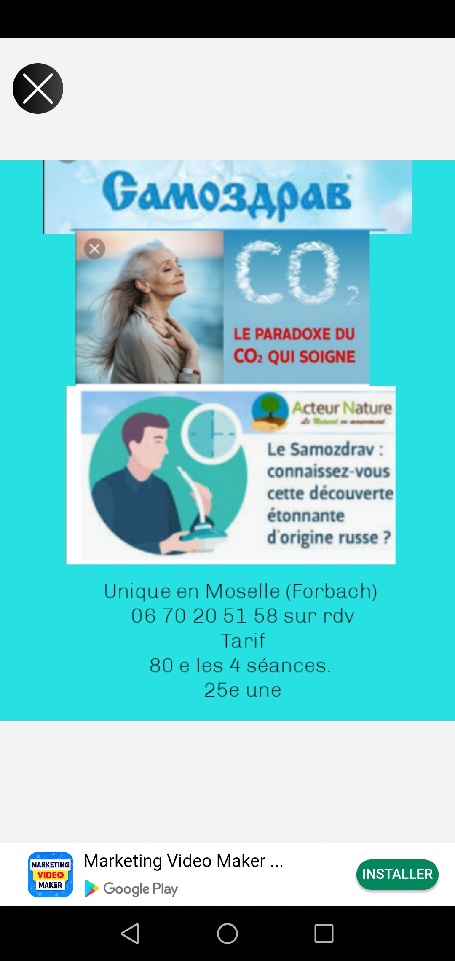 Самоздрав
CO2
LE PARADOXE DU
CO2 QUI SOIGNE
Acteur Nature
Le Naturel en mouvement
Le Samozdrav :
connaissez-vous
cette découverte
étonnante
d'origine russe ?
Unique en Moselle (Forbach)
06 70 20 51 58 sur rdv
Tarif
80 e les 4 séances.
25e une
MARKETING
VIDEO
MAKER
Marketing Video Maker ...
Google Play
INSTALLER